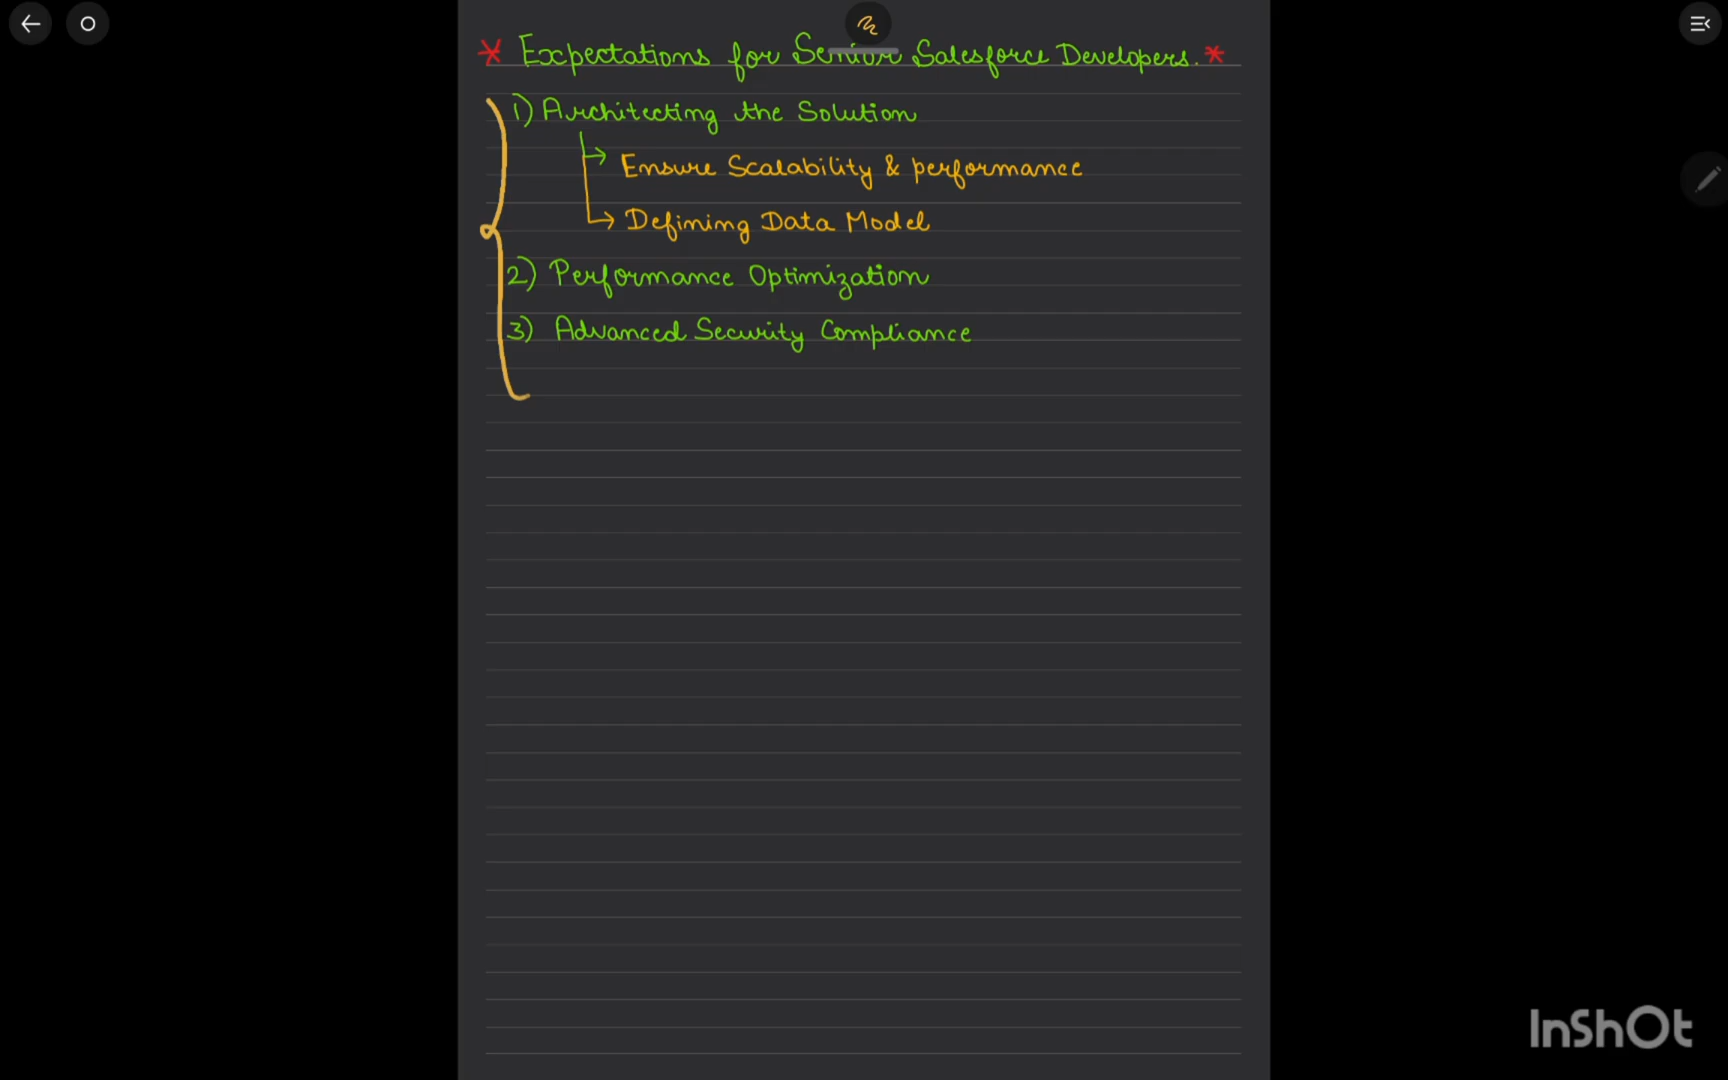 * Expectations for Senior Salesforce Developers. *
1) Architecting the Solution
→ Ensure Scalability & performance
→ Defining Data Model
2) Performance Optimization
3) Advanced Security Compliance
InShOt